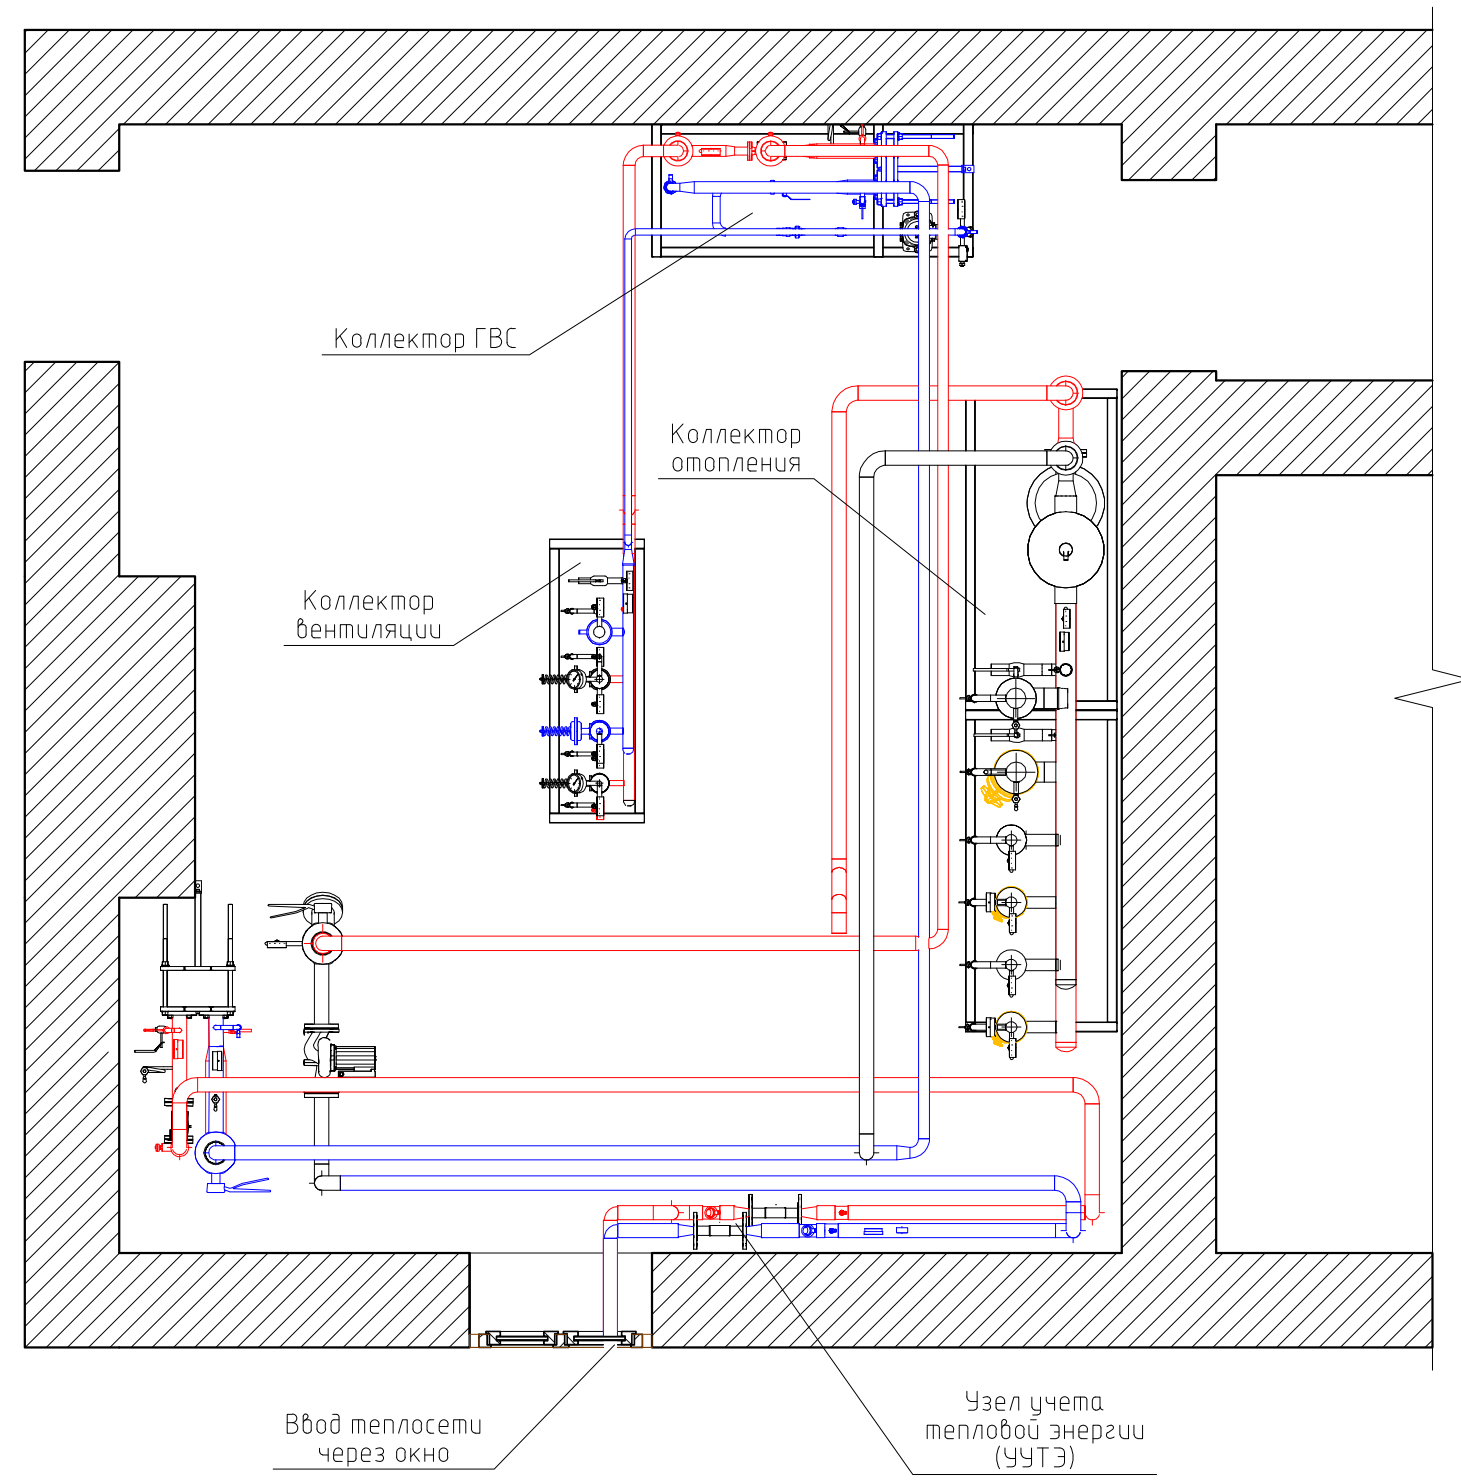 Коллектор ГВС
Коллектор
отопления
Коллектор
вентиляции
Ввод теплосети
через окно
Узел учета
тепловой энергии
(УУТЭ)